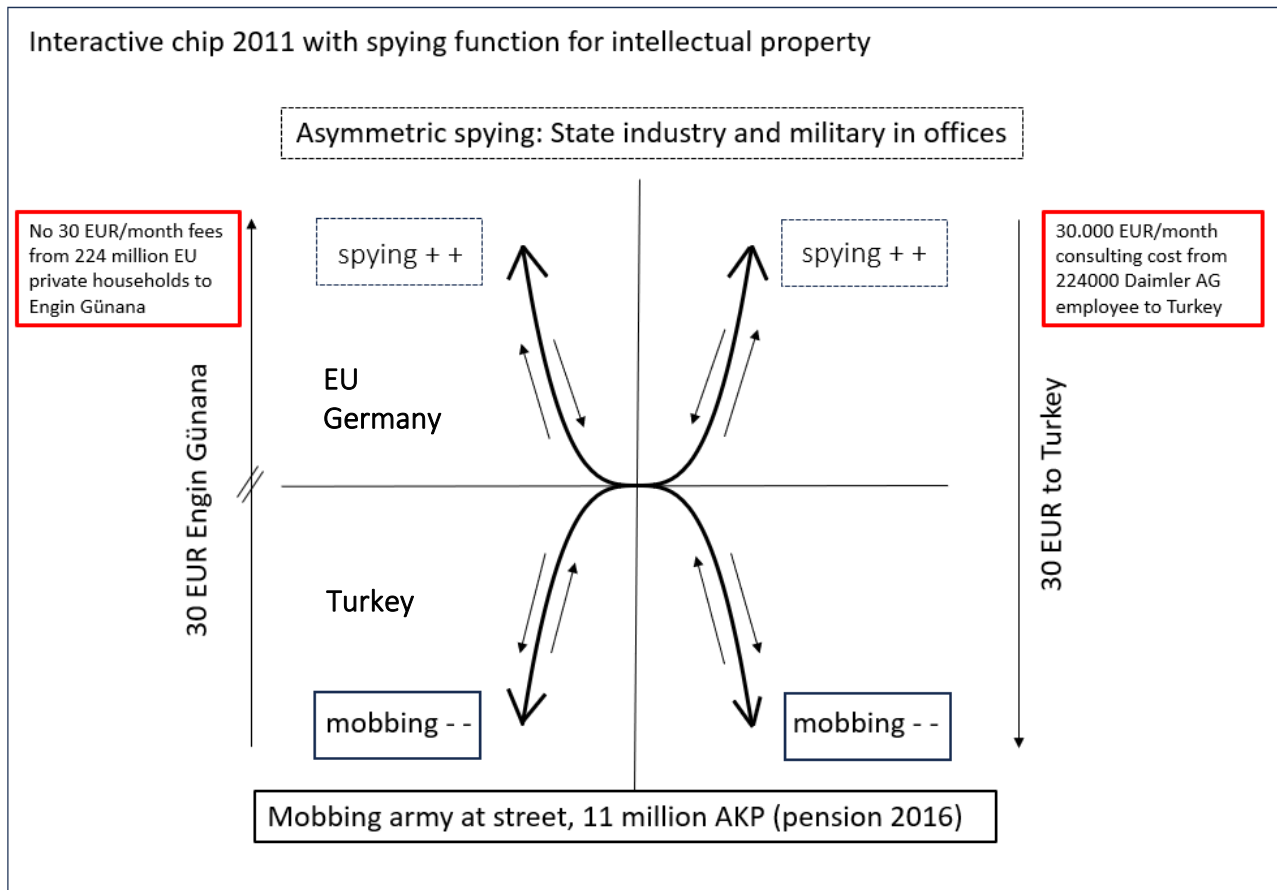 Interactive chip 2011 with spying function for intellectual property
Asymmetric spying: State industry and military in offices
No 30 EUR/month fees
from 224 million EU
private households to
Engin Günana
spying + +
spying + +
30.000 EUR/month
consulting cost from
224000 Daimler AG
employee to Turkey
EU
Germany
30 EUR Engin Günana
30 EUR to Turkey
Turkey
mobbing - -
mobbing - -
Mobbing army at street, 11 million AKP (pension 2016)